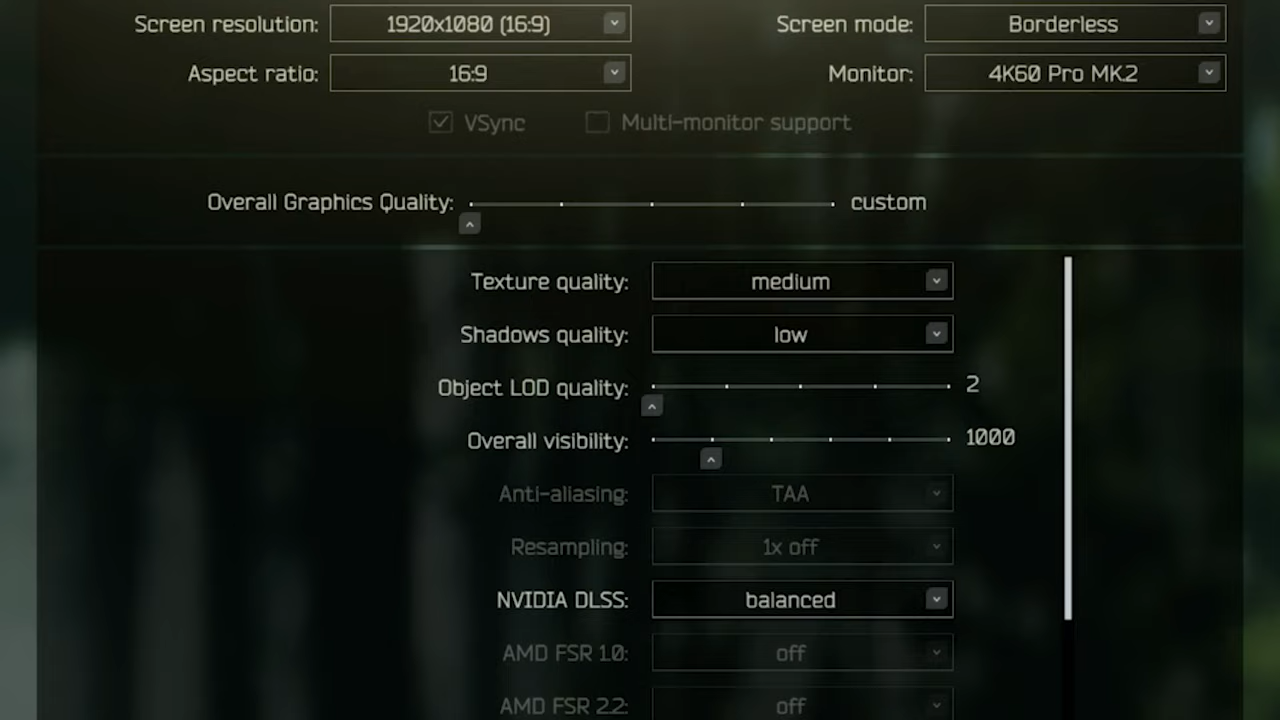 Screen resolution: 1920x1080 (16:9) Screen mode: Borderless
Aspect ratio: 16:9 Monitor: 4K60 Pro MK.2
VSync Multi-monitor support
Overall Graphics Quality: custom
Texture quality: medium
Shadows quality: low
Object LOD quality: 2
Overall visibility: 1000
Anti-aliasing: TAA
Resampling: 1x off
NVIDIA DLSS: balanced
AMD FSR 1.0: off
AMD FSR 2.2: off